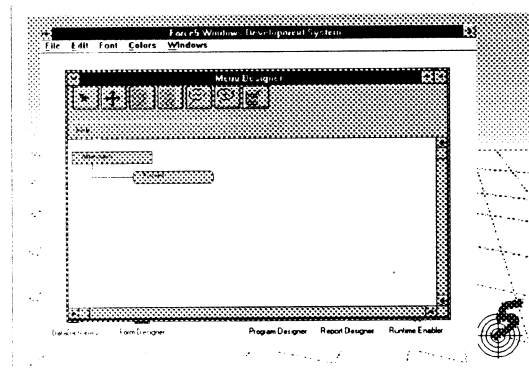 Force5 Windows Development System
File Edit Font Colors Windows
Menu Designer
Form Designer Program Designer Report Designer Runtime Enabler
5